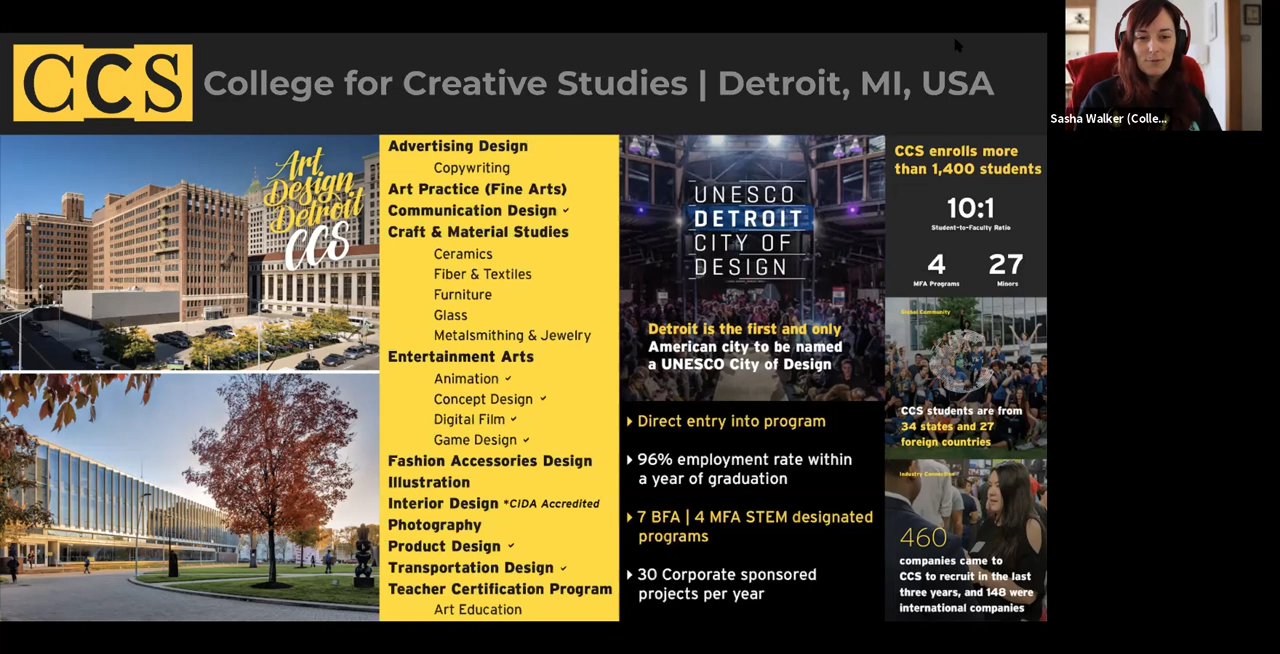 CCS
College for Creative Studies | Detroit, MI, USA
Sasha Walker (Colle...
Art
Design
Detroit
CCS
Advertising Design
Copywriting
Art Practice (Fine Arts)
Communication Design ✓
Craft & Material Studies
Ceramics
Fiber & Textiles
Furniture
Glass
Metalsmithing & Jewelry
Entertainment Arts
Animation ✓
Concept Design ✓
Digital Film ✓
Game Design ✓
Fashion Accessories Design
Illustration
Interior Design *CIDA Accredited
Photography
Product Design ✓
Transportation Design ✓
Teacher Certification Program
Art Education
UNESCO
DETROIT
CITY OF
DESIGN
Detroit is the first and only
American city to be named
a UNESCO City of Design
Direct entry into program
96% employment rate within
a year of graduation
7 BFA | 4 MFA STEM designated
programs
30 Corporate sponsored
projects per year
CCS enrolls more
than 1,400 students
10:1
Student-to-Faculty Ratio
4
MFA Programs
27
Minors
Global Community
C
CCS students are from
34 states and 27
foreign countries
Industry Connection
460
companies came to
CCS to recruit in the last
three years, and 148 were
international companies